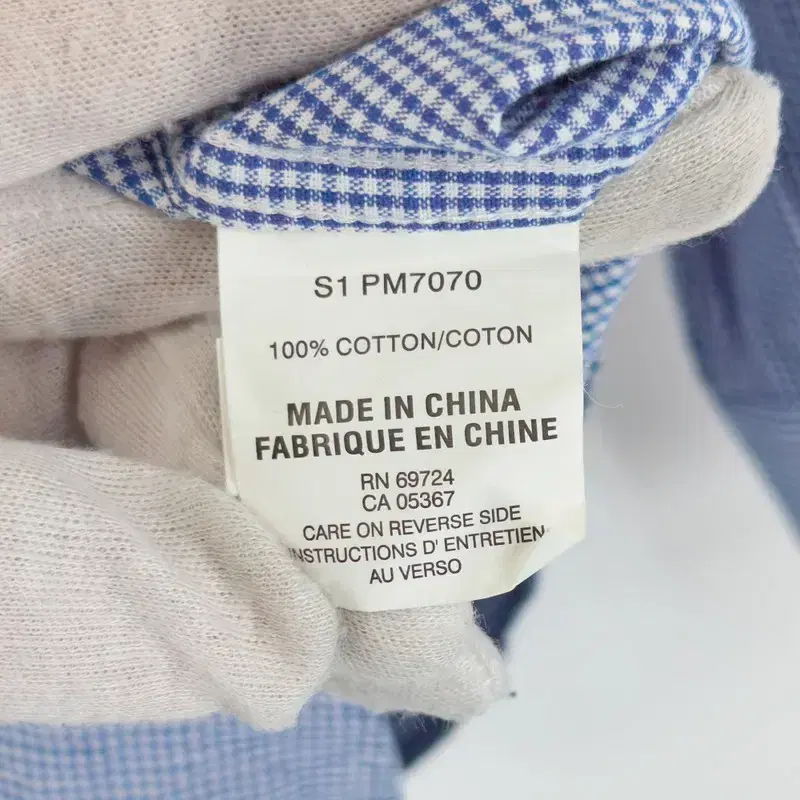 S1 PM7070
100% COTTON/COTON
MADE IN CHINA
FABRIQUE EN CHINE
RN 69724
CA 05367
CARE ON REVERSE SIDE
INSTRUCTIONS D' ENTRETIEN
AU VERSO